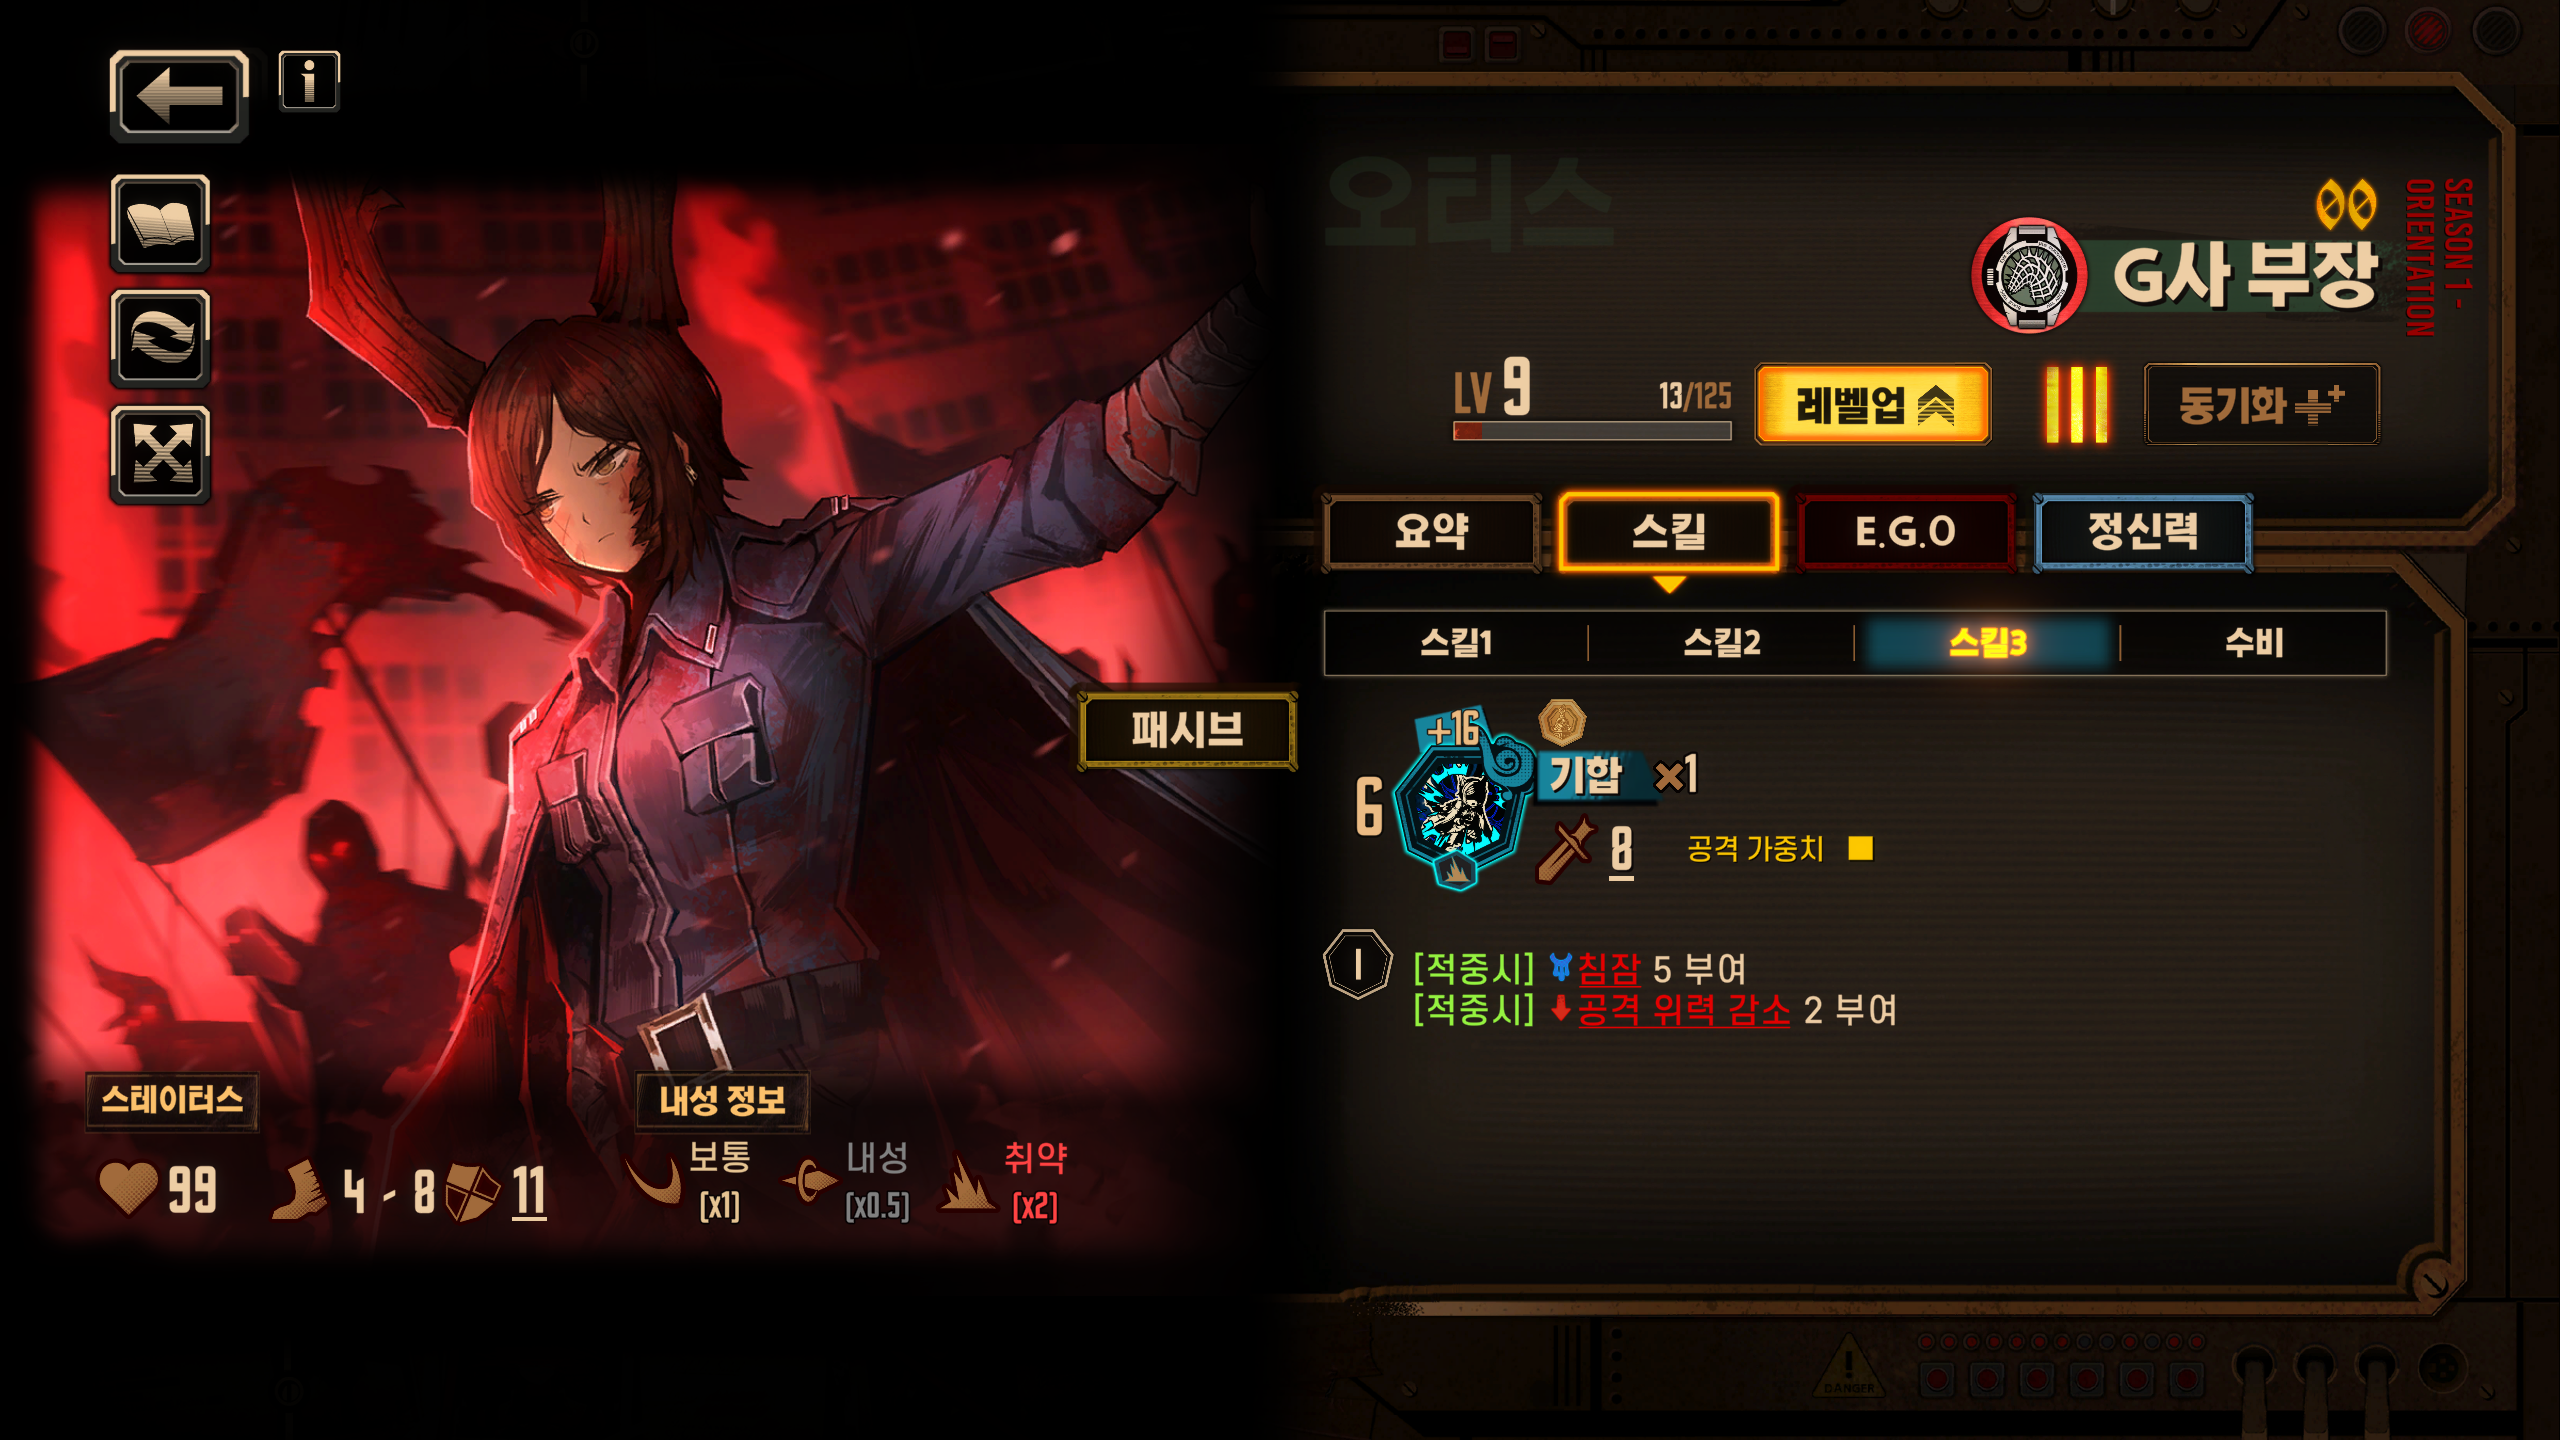 오티스
SEASON 1 -
ORIENTATION
G사 부장
LV 9
13/125
레벨업
동기화
요약
스킬
E.G.O
정신력
스킬1
스킬2
스킬3
수비
패시브
+16
6
기합 ×1
8
공격 가중치
I
[적중시] 침잠 5 부여
[적중시] 공격 위력 감소 2 부여
스테이터스
99
4 - 8
11
내성 정보
보통
[x1]
내성
[x0.5]
취약
[x2]
DANGER